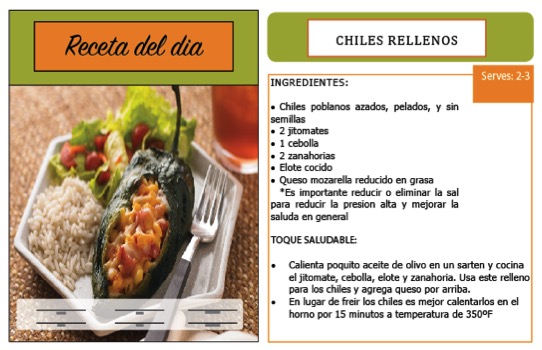 Receta del dia
CHILES RELLENOS
Serves: 2-3
INGREDIENTES:
• Chiles poblanos azados, pelados, y sin
semillas
• 2 jitomates
• 1 cebolla
• 2 zanahorias
• Elote cocido
• Queso mozarella reducido en grasa
*Es importante reducir o eliminar la sal
para reducir la presion alta y mejorar la
saluda en general
TOQUE SALUDABLE:
• Calienta poquito aceite de olivo en un sarten y cocina
el jitomate, cebolla, elote y zanahoria. Usa este relleno
para los chiles y agrega queso por arriba.
• En lugar de freir los chiles es mejor calentarlos en el
horno por 15 minutos a temperatura de 350ºF